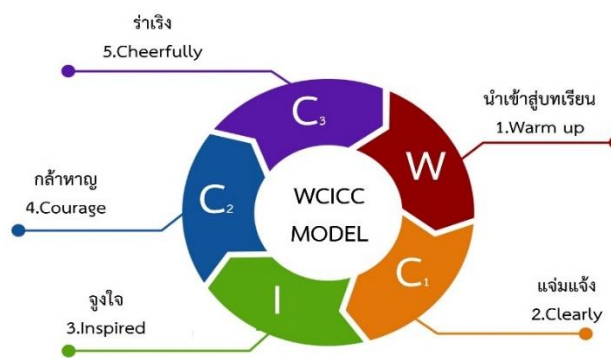 ร่าเริง
5.Cheerfully
นำเข้าสู่บทเรียน
1.Warm up
กล้าหาญ
4.Courage
จูงใจ
3.Inspired
แจ่มแจ้ง
2.Clearly
C₃
W
C₂
C₁
I
WCICC
MODEL